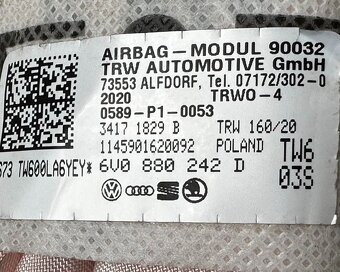 AIRBAG-MODUL 90032
TRW AUTOMOTIVE GmbH
73553 ALFDORF, Tel. 07172/302-0
2020 TRWO-4
0589-P1-0053
3417 1829 B TRW 160/20
1145901620092 POLAND TW6
S73 TW600LA6YEY* 6V0 880 242 D 03S